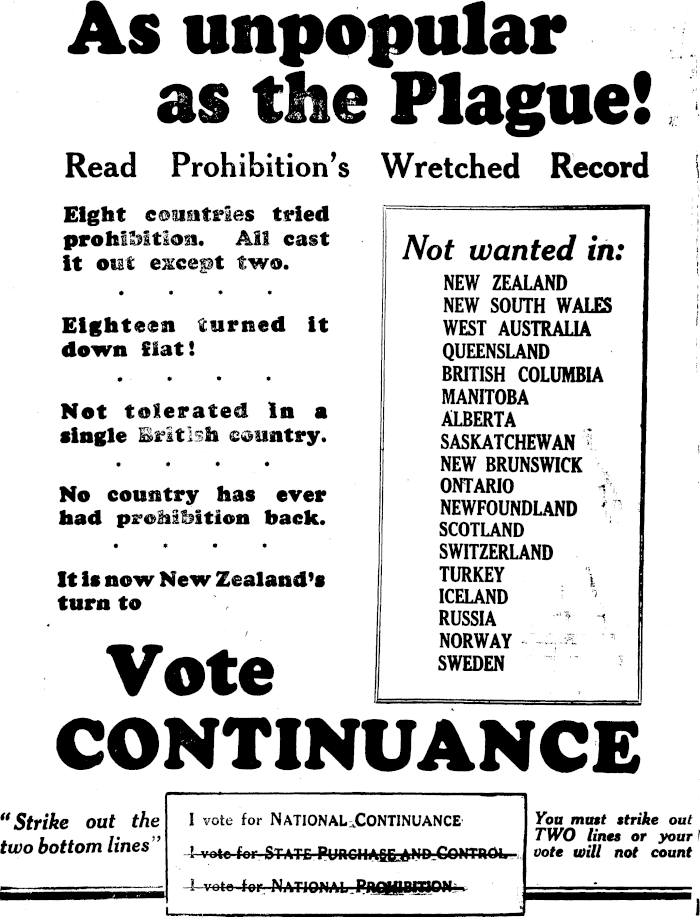 As unpopular
as the Plague!
Read Prohibition's Wretched Record
Eight countries tried
prohibition. All cast
it out except two.
Eighteen turned it
down flat!
Not tolerated in a
single British country.
No country has ever
had prohibition back.
It is now New Zealand's
turn to
Not wanted in:
NEW ZEALAND
NEW SOUTH WALES
WEST AUSTRALIA
QUEENSLAND
BRITISH COLUMBIA
MANITOBA
ALBERTA
SASKATCHEWAN
NEW BRUNSWICK
ONTARIO
NEWFOUNDLAND
SCOTLAND
SWITZERLAND
TURKEY
ICELAND
RUSSIA
NORWAY
SWEDEN
Vote
CONTINUANCE
"Strike out the
two bottom lines"
I vote for NATIONAL CONTINUANCE
I vote for STATE PURCHASE AND CONTROL
I vote for NATIONAL PROHIBITION
You must strike out
TWO lines or your
vote will not count